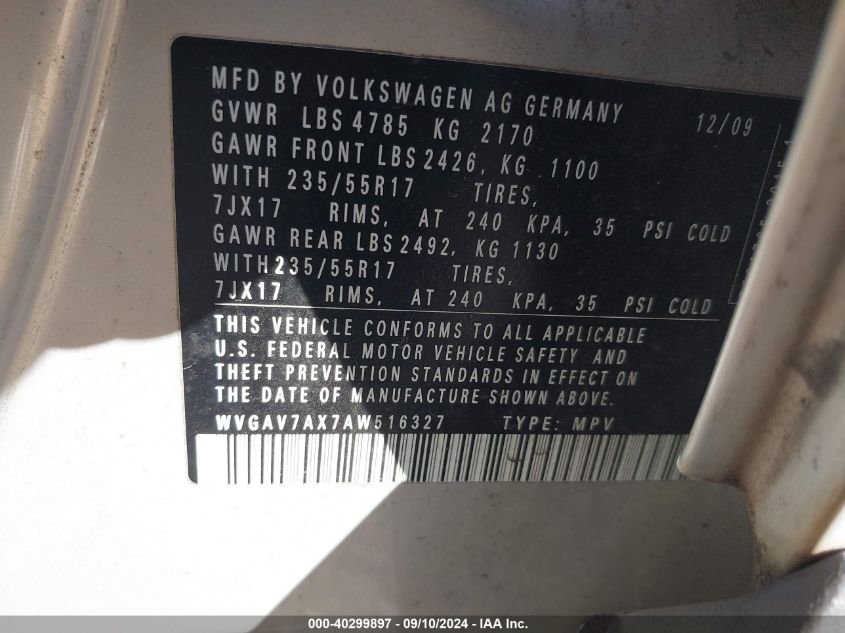 MFD BY VOLKSWAGEN AG GERMANY 12/09
GVWR LBS 4785 KG 2170
GAWR FRONT LBS 2426, KG 1100
WITH 235/55R17 TIRES,
7JX17 RIMS, AT 240 KPA, 35 PSI COLD
GAWR REAR LBS 2492, KG 1130
WITH 235/55R17 TIRES,
7JX17 RIMS, AT 240 KPA, 35 PSI COLD
THIS VEHICLE CONFORMS TO ALL APPLICABLE
U.S. FEDERAL MOTOR VEHICLE SAFETY AND
THEFT PREVENTION STANDARDS IN EFFECT ON
THE DATE OF MANUFACTURE SHOWN ABOVE.
WVGAV7AX7AW516327 TYPE: MPV
000-40299897 - 09/10/2024 - IAA Inc.